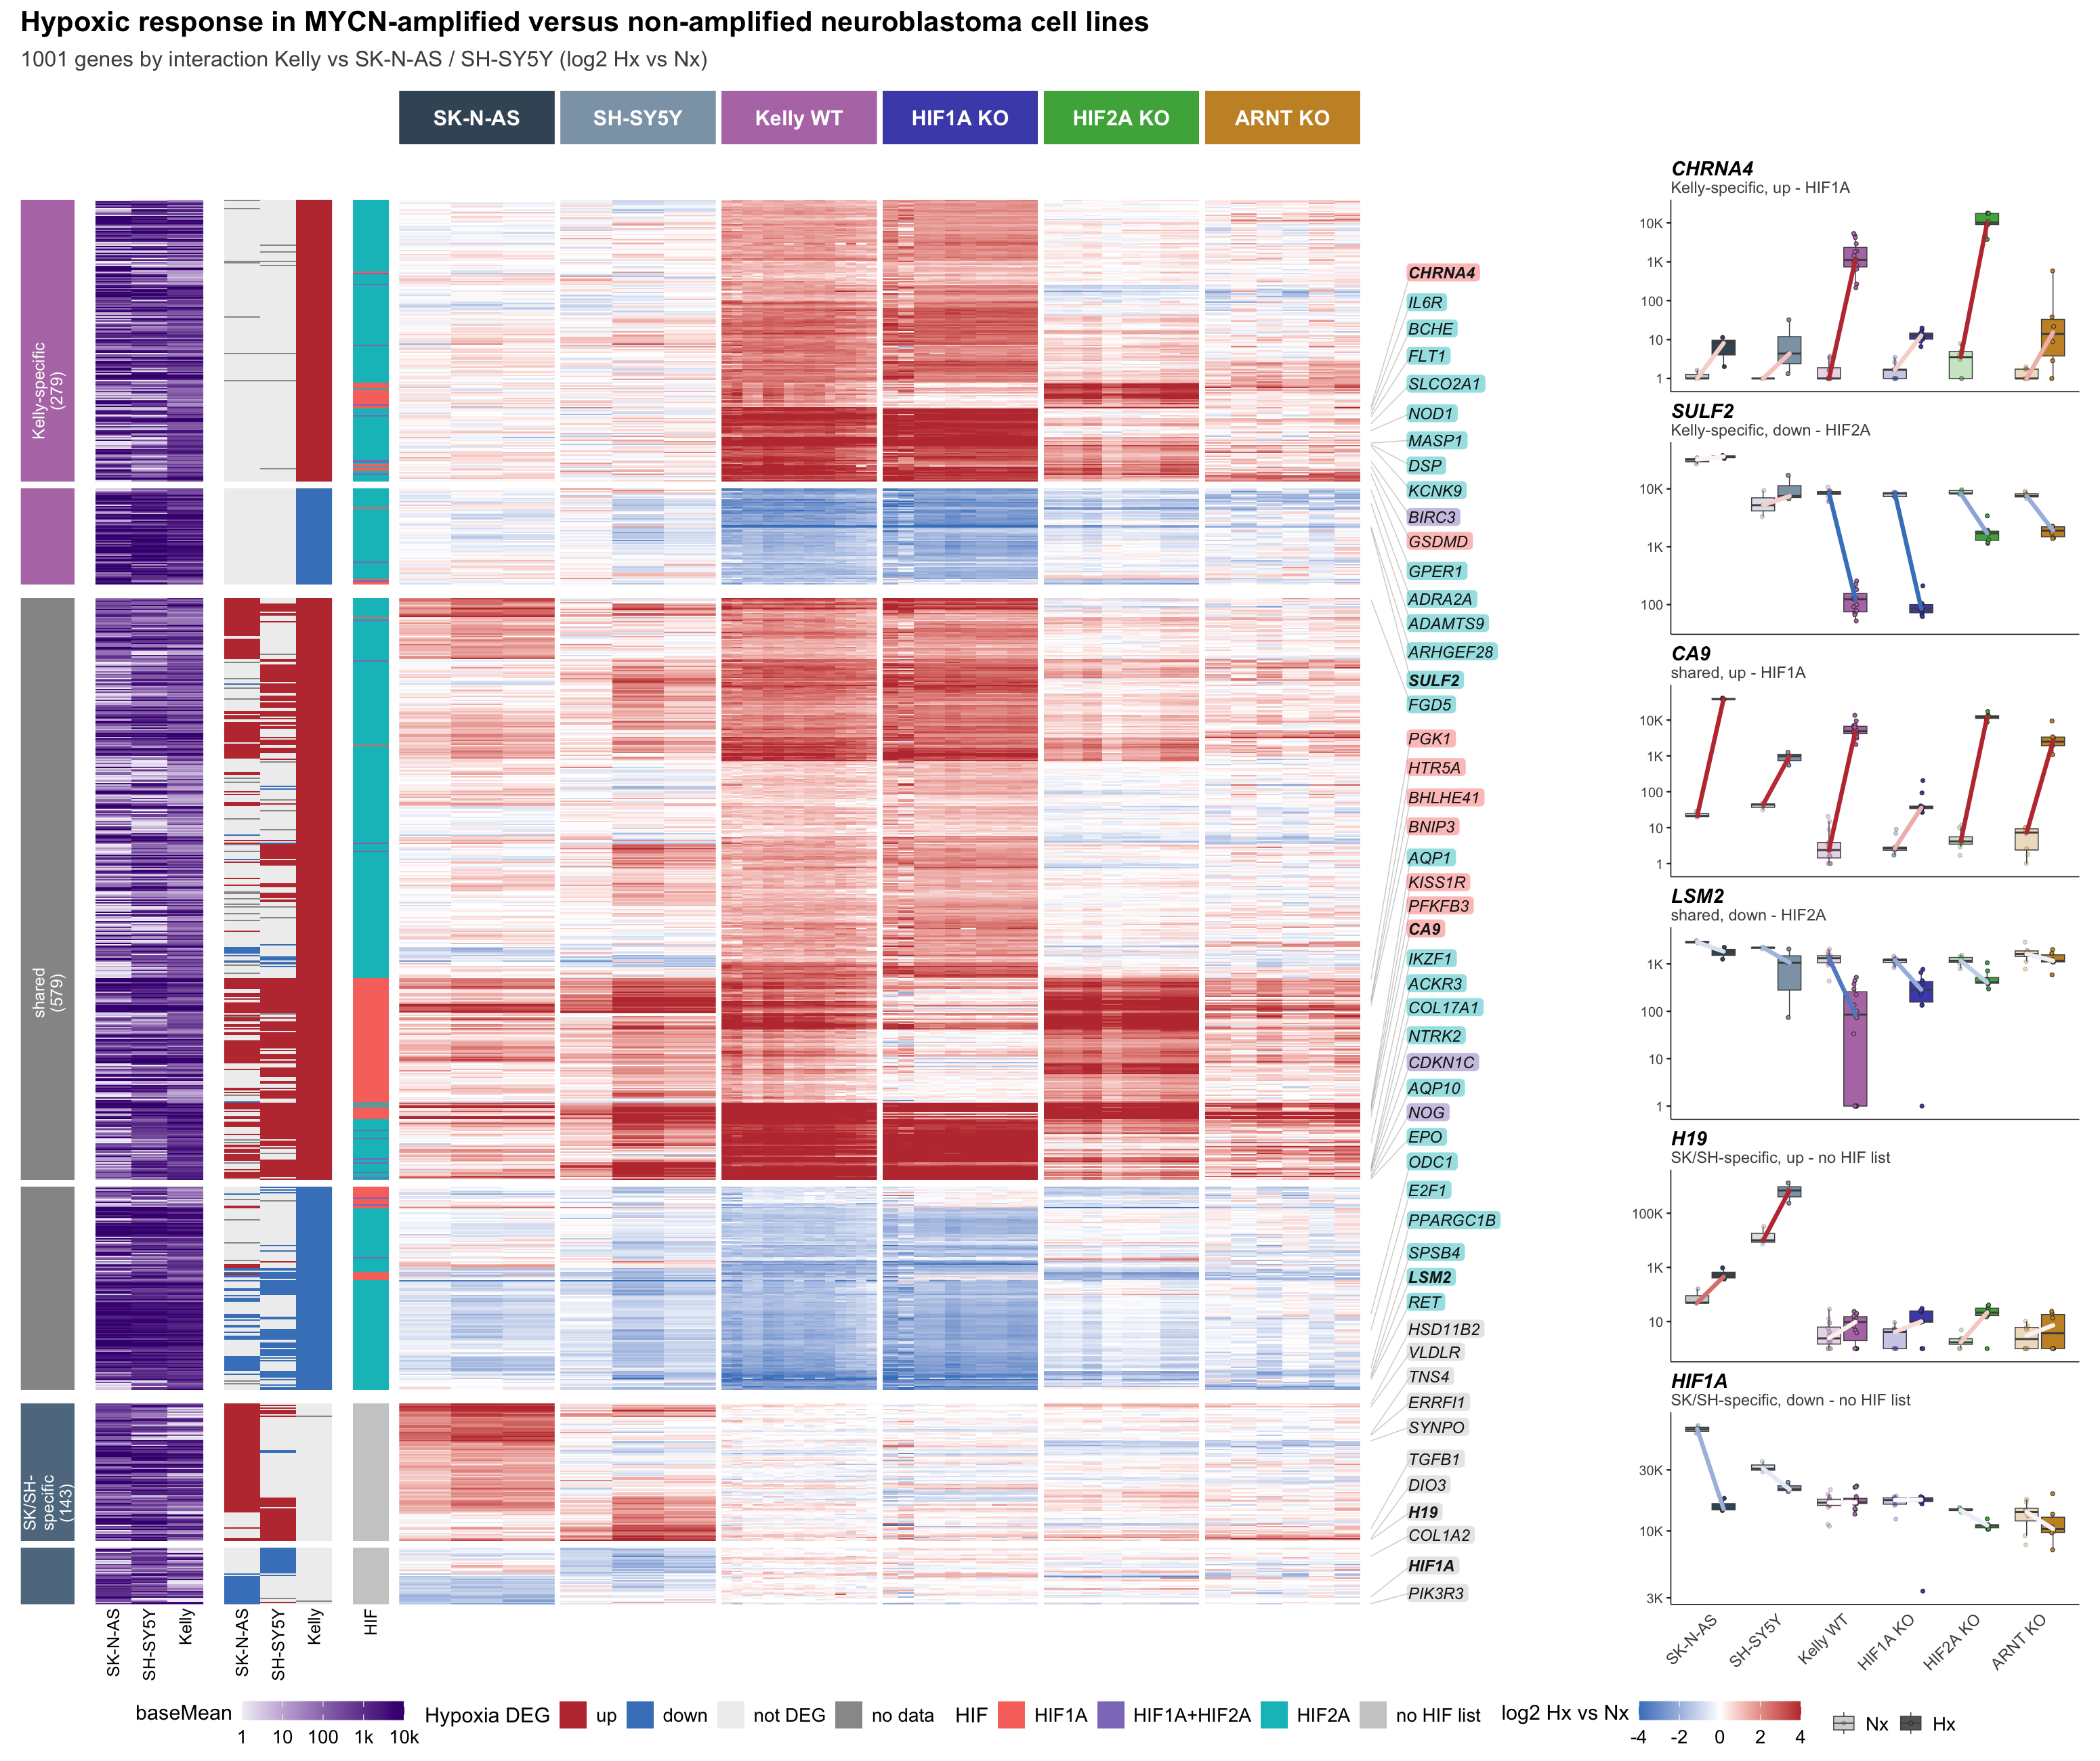 Hypoxic response in MYCN-amplified versus non-amplified neuroblastoma cell lines
1001 genes by interaction Kelly vs SK-N-AS / SH-SY5Y (log2 Hx vs Nx)
SK-N-AS
SH-SY5Y
Kelly WT
HIF1A KO
HIF2A KO
ARNT KO
Kelly-specific
(279)
shared
(579)
SK/SH-
specific
(143)
SK-N-AS
SH-SY5Y
Kelly
SK-N-AS
SH-SY5Y
Kelly
HIF
CHRNA4
IL6R
BCHE
FLT1
SLCO2A1
NOD1
MASP1
DSP
KCNK9
BIRC3
GSDMD
GPER1
ADRA2A
ADAMTS9
ARHGEF28
SULF2
FGD5
PGK1
HTR5A
BHLHE41
BNIP3
AQP1
KISS1R
PFKFB3
CA9
IKZF1
ACKR3
COL17A1
NTRK2
CDKN1C
AQP10
NOG
EPO
ODC1
E2F1
PPARGC1B
SPSB4
LSM2
RET
HSD11B2
VLDLR
TNS4
ERRFI1
SYNPO
TGFB1
DIO3
H19
COL1A2
HIF1A
PIK3R3
CHRNA4
Kelly-specific, up - HIF1A
10K
1K
100
10
1
SULF2
Kelly-specific, down - HIF2A
10K
1K
100
CA9
shared, up - HIF1A
10K
1K
100
10
1
LSM2
shared, down - HIF2A
1K
100
10
1
H19
SK/SH-specific, up - no HIF list
100K
1K
10
HIF1A
SK/SH-specific, down - no HIF list
30K
10K
3K
SK-N-AS
SH-SY5Y
Kelly WT
HIF1A KO
HIF2A KO
ARNT KO
baseMean
1 10 100 1k 10k
Hypoxia DEG up down not DEG no data
HIF HIF1A HIF1A+HIF2A HIF2A no HIF list
log2 Hx vs Nx
-4 -2 0 2 4
Nx Hx